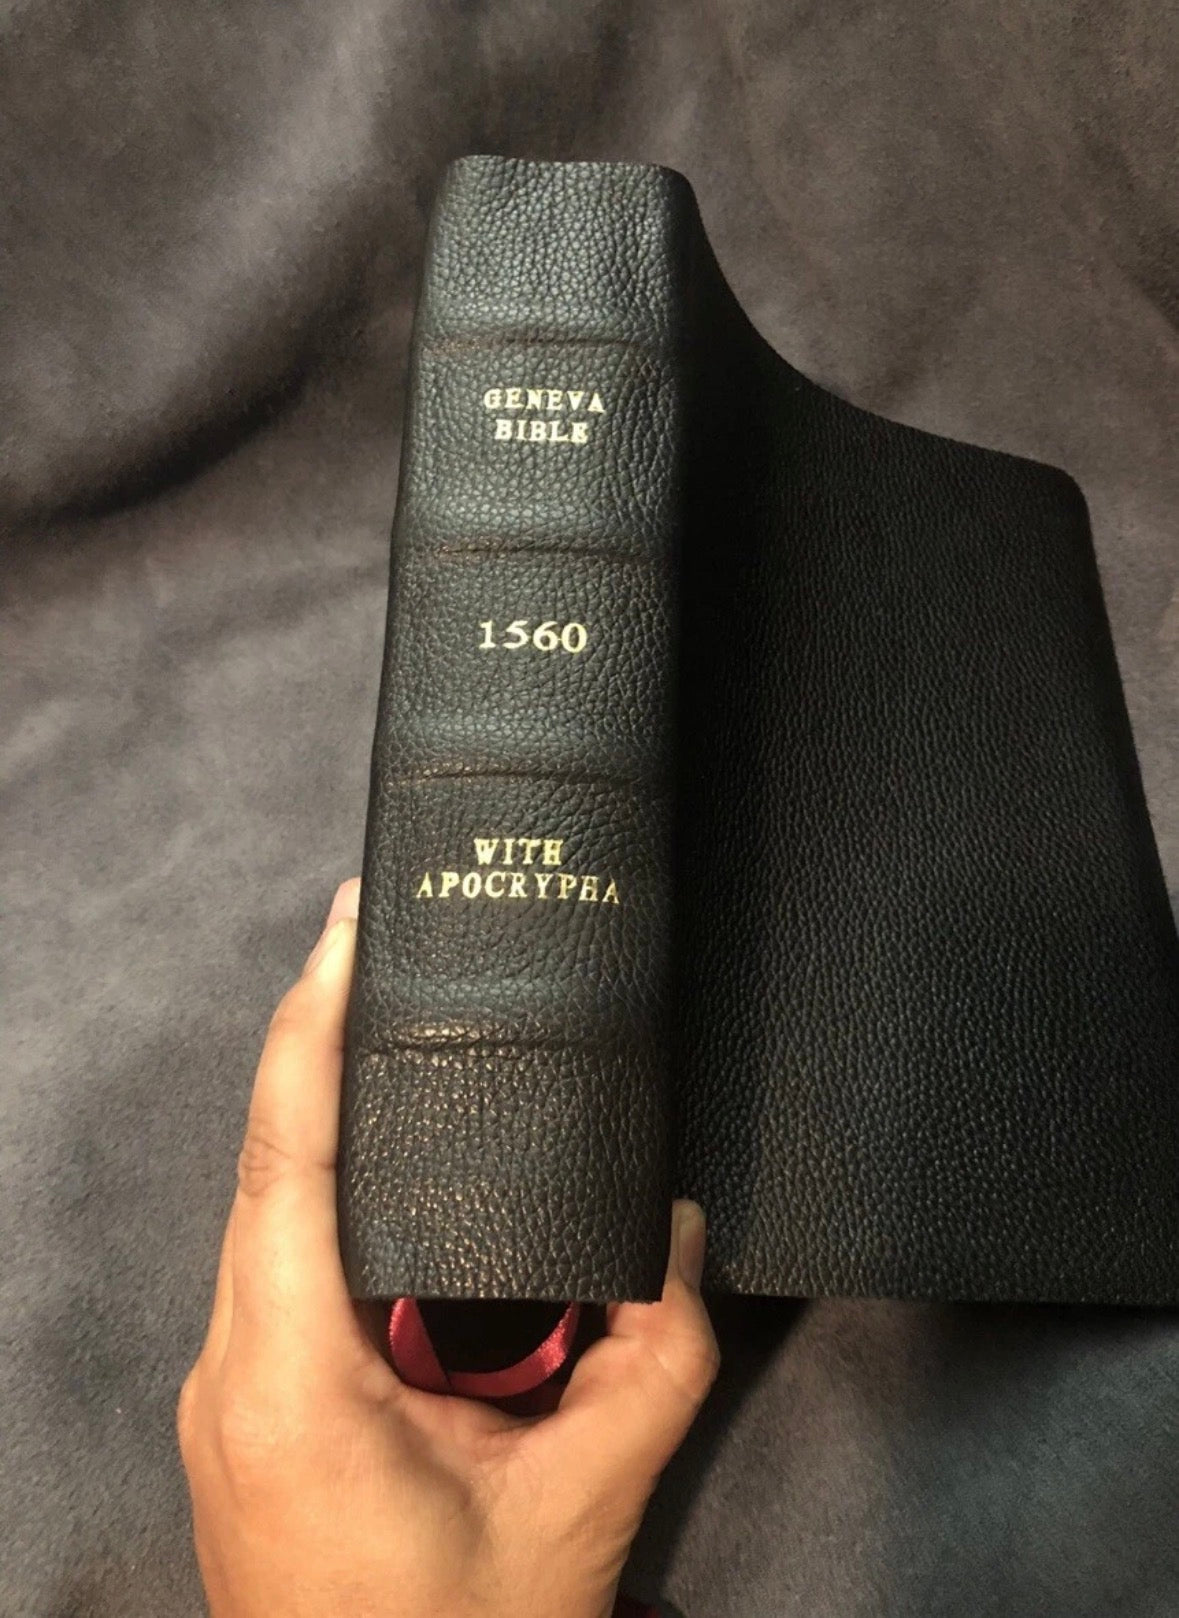 GENEVA
BIBLE
1560
WITH
APOCRYPHA